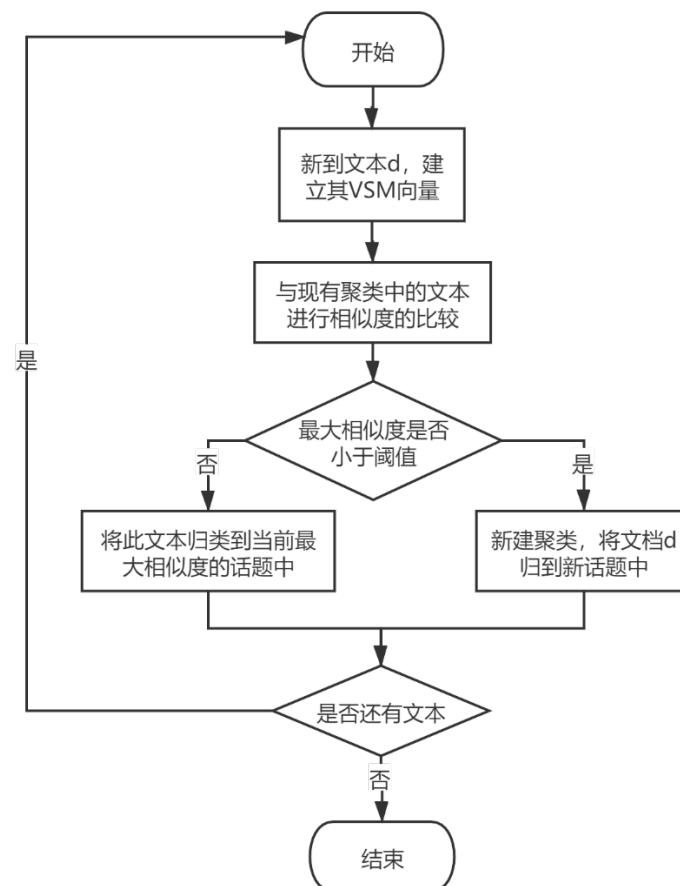 开始
新到文本d，建
立其VSM向量
与现有聚类中的文本
进行相似度的比较
是
最大相似度是否
小于阈值
否
是
将此文本归类到当前最
大相似度的话题中
新建聚类，将文档d
归到新话题中
是否还有文本
否
结束